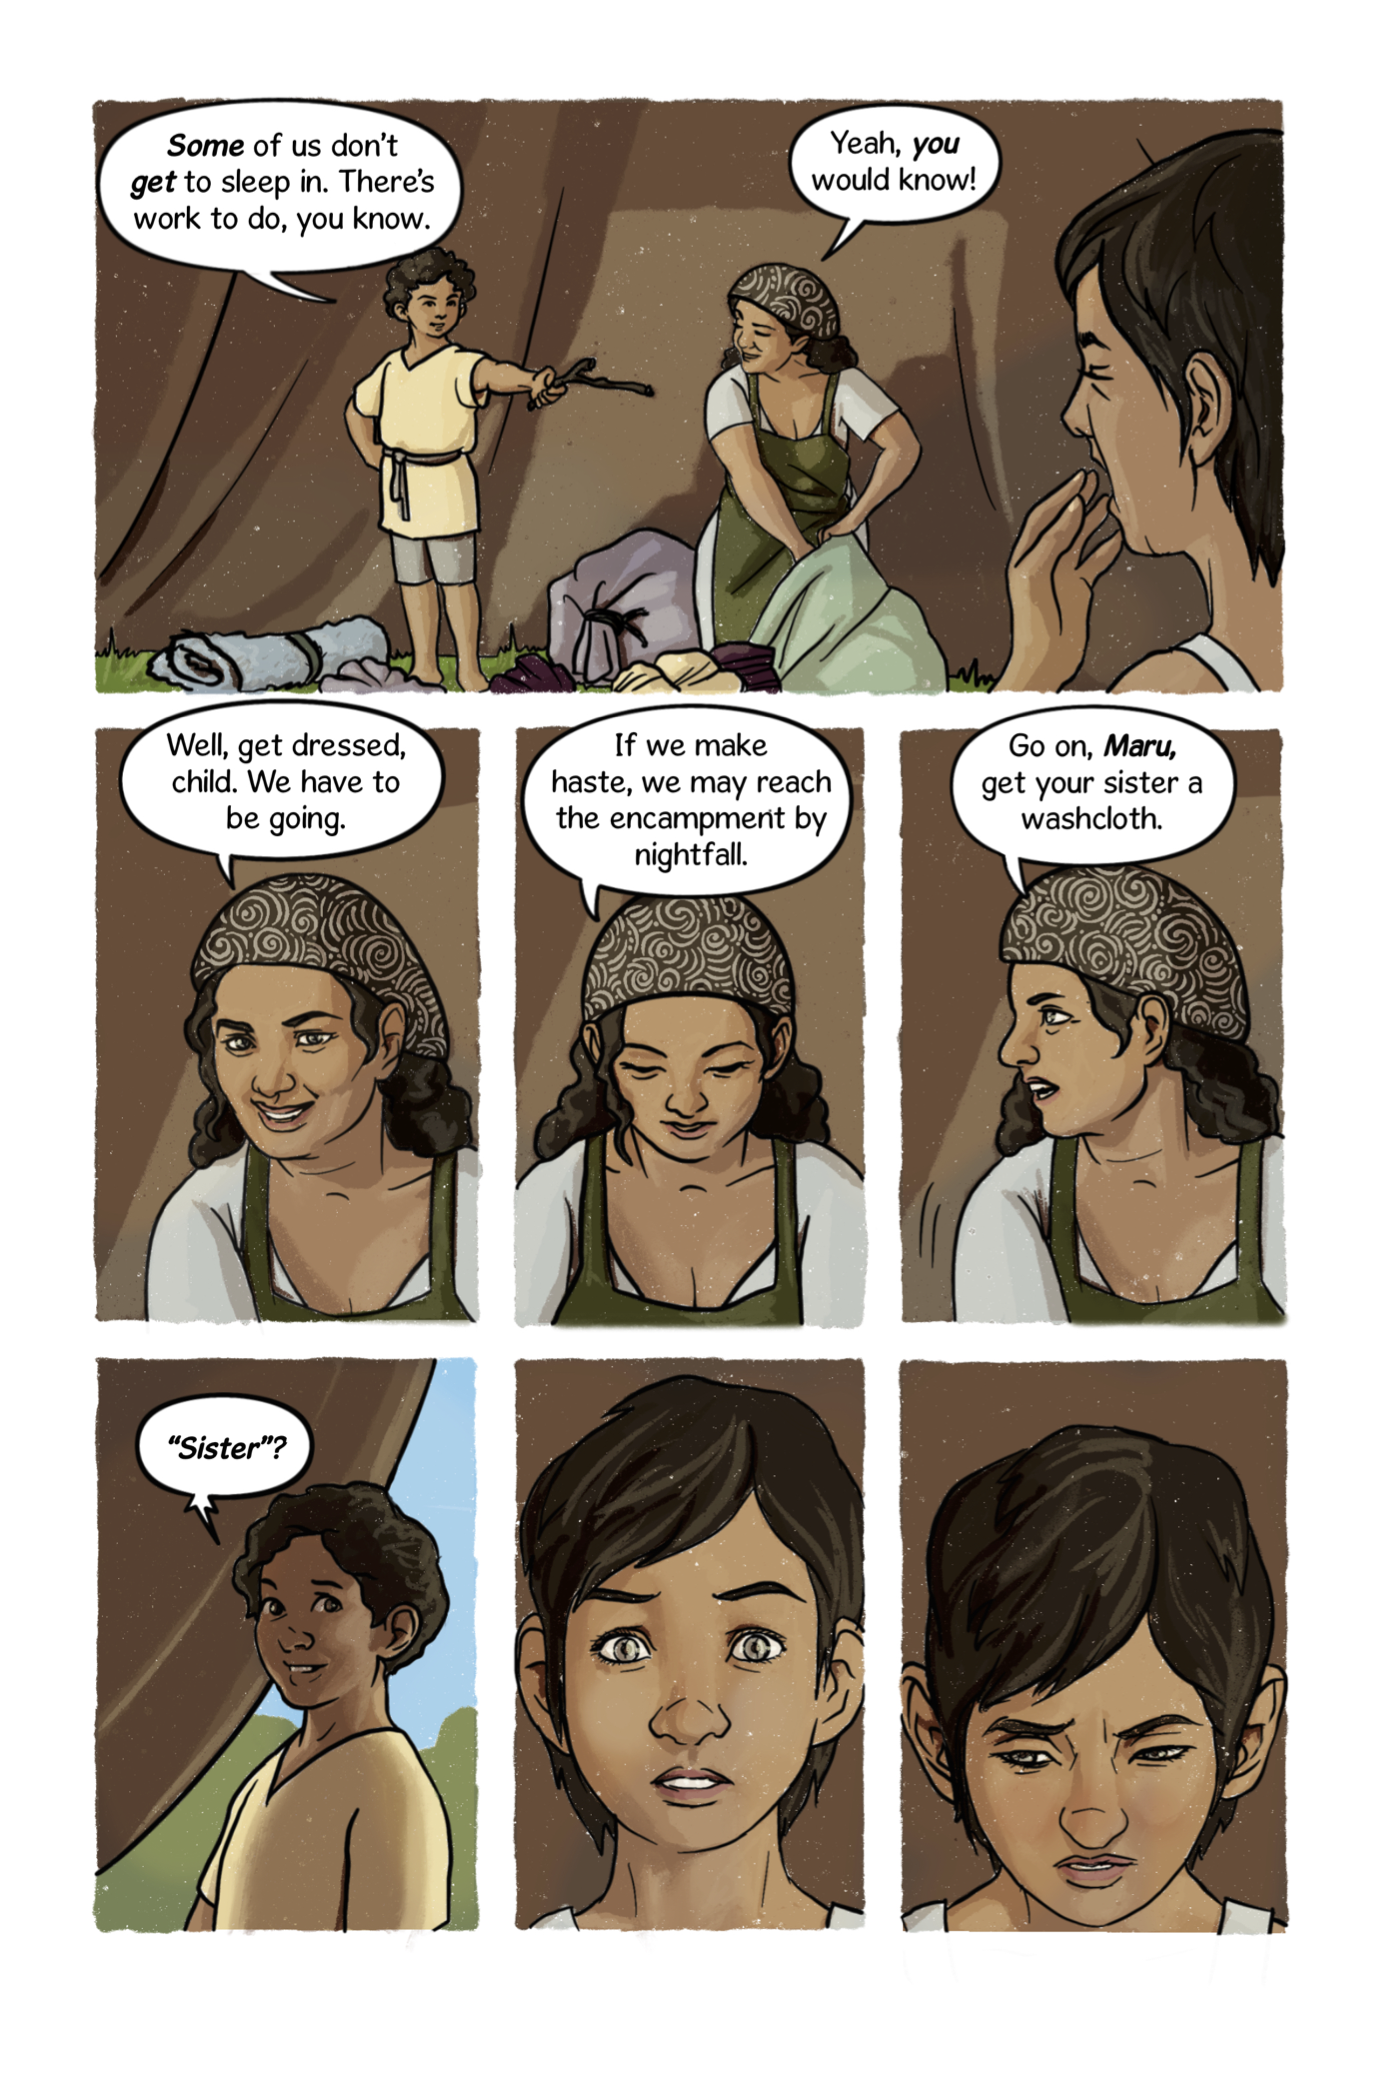 Some of us don't
get to sleep in. There's
work to do, you know.
Yeah, you
would know!
Well, get dressed,
child. We have to
be going.
If we make
haste, we may reach
the encampment by
nightfall.
Go on, Maru,
get your sister a
washcloth.
“Sister”?